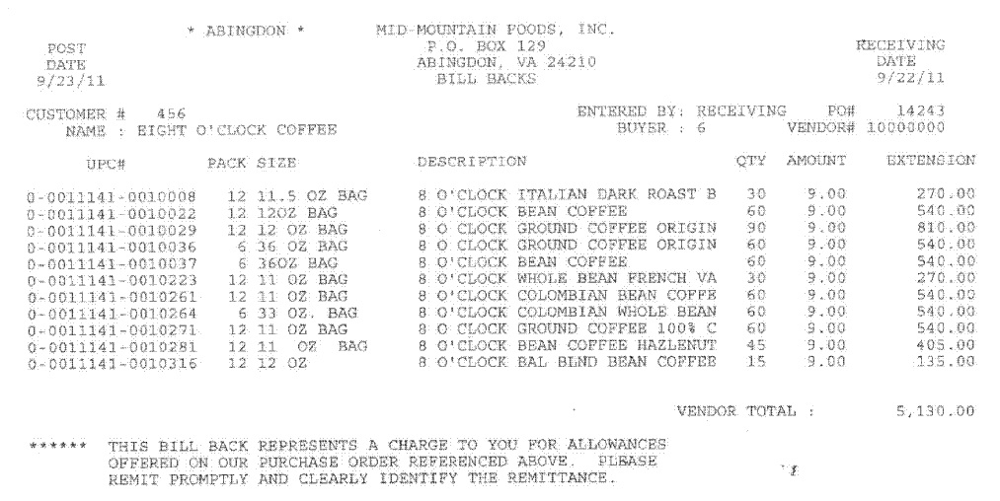 * ABINGDON * MID-MOUNTAIN FOODS, INC.
POST P.O. BOX 129 RECEIVING
DATE ABINGDON, VA 24210 DATE
9/23/11 BILL BACKS 9/22/11
CUSTOMER # 456 ENTERED BY: RECEIVING PO# 14243
NAME : EIGHT O'CLOCK COFFEE BUYER : 6 VENDOR# 10000000
UPC# PACK SIZE DESCRIPTION QTY AMOUNT EXTENSION
0-0011141-0010008 12 11.5 OZ BAG 8 O'CLOCK ITALIAN DARK ROAST B 30 9.00 270.00
0-0011141-0010022 12 12OZ BAG 8 O'CLOCK BEAN COFFEE 60 9.00 540.00
0-0011141-0010029 12 12 OZ BAG 8 O CLOCK GROUND COFFEE ORIGIN 90 9.00 810.00
0-0011141-0010036 6 36 OZ BAG 8 O CLOCK GROUND COFFEE ORIGIN 60 9.00 540.00
0-0011141-0010037 6 36OZ BAG 8 O'CLOCK BEAN COFFEE 60 9.00 540.00
0-0011141-0010223 12 11 OZ BAG 8 O'CLOCK WHOLE BEAN FRENCH VA 30 9.00 270.00
0-0011141-0010261 12 11 OZ BAG 8 O'CLOCK COLOMBIAN BEAN COFFE 60 9.00 540.00
0-0011141-0010264 6 33 OZ. BAG 8 O'CLOCK COLOMBIAN WHOLE BEAN 60 9.00 540.00
0-0011141-0010271 12 11 OZ BAG 8 O CLOCK GROUND COFFEE 100% C 60 9.00 540.00
0-0011141-0010281 12 11 OZ BAG 8 O'CLOCK BEAN COFFEE HAZLENUT 45 9.00 405.00
0-0011141-0010316 12 12 OZ 8 O'CLOCK BAL BLND BEAN COFFEE 15 9.00 135.00
VENDOR TOTAL : 5,130.00
****** THIS BILL BACK REPRESENTS A CHARGE TO YOU FOR ALLOWANCES
OFFERED ON OUR PURCHASE ORDER REFERENCED ABOVE. PLEASE
REMIT PROMPTLY AND CLEARLY IDENTIFY THE REMITTANCE.